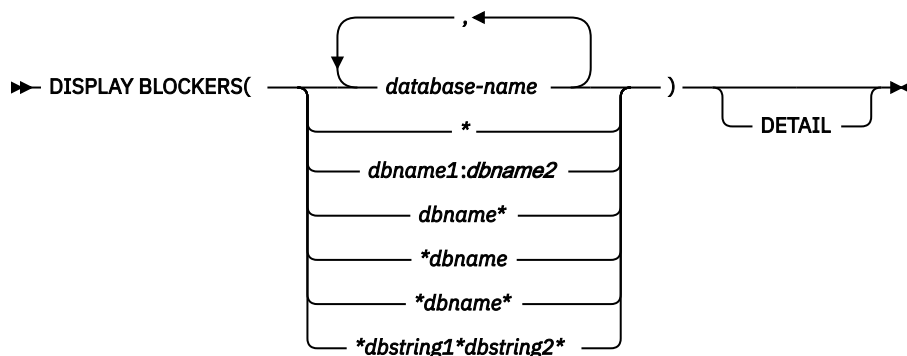 ,
DISPLAY BLOCKERS( database-name )
DETAIL
*
dbname1:dbname2
dbname*
*dbname
*dbname*
*dbstring1*dbstring2*